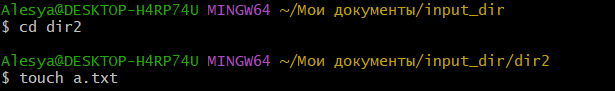 Alesya@DESKTOP-H4RP74U MINGW64 ~/Мои документы/input_dir
$ cd dir2
Alesya@DESKTOP-H4RP74U MINGW64 ~/Мои документы/input_dir/dir2
$ touch a.txt